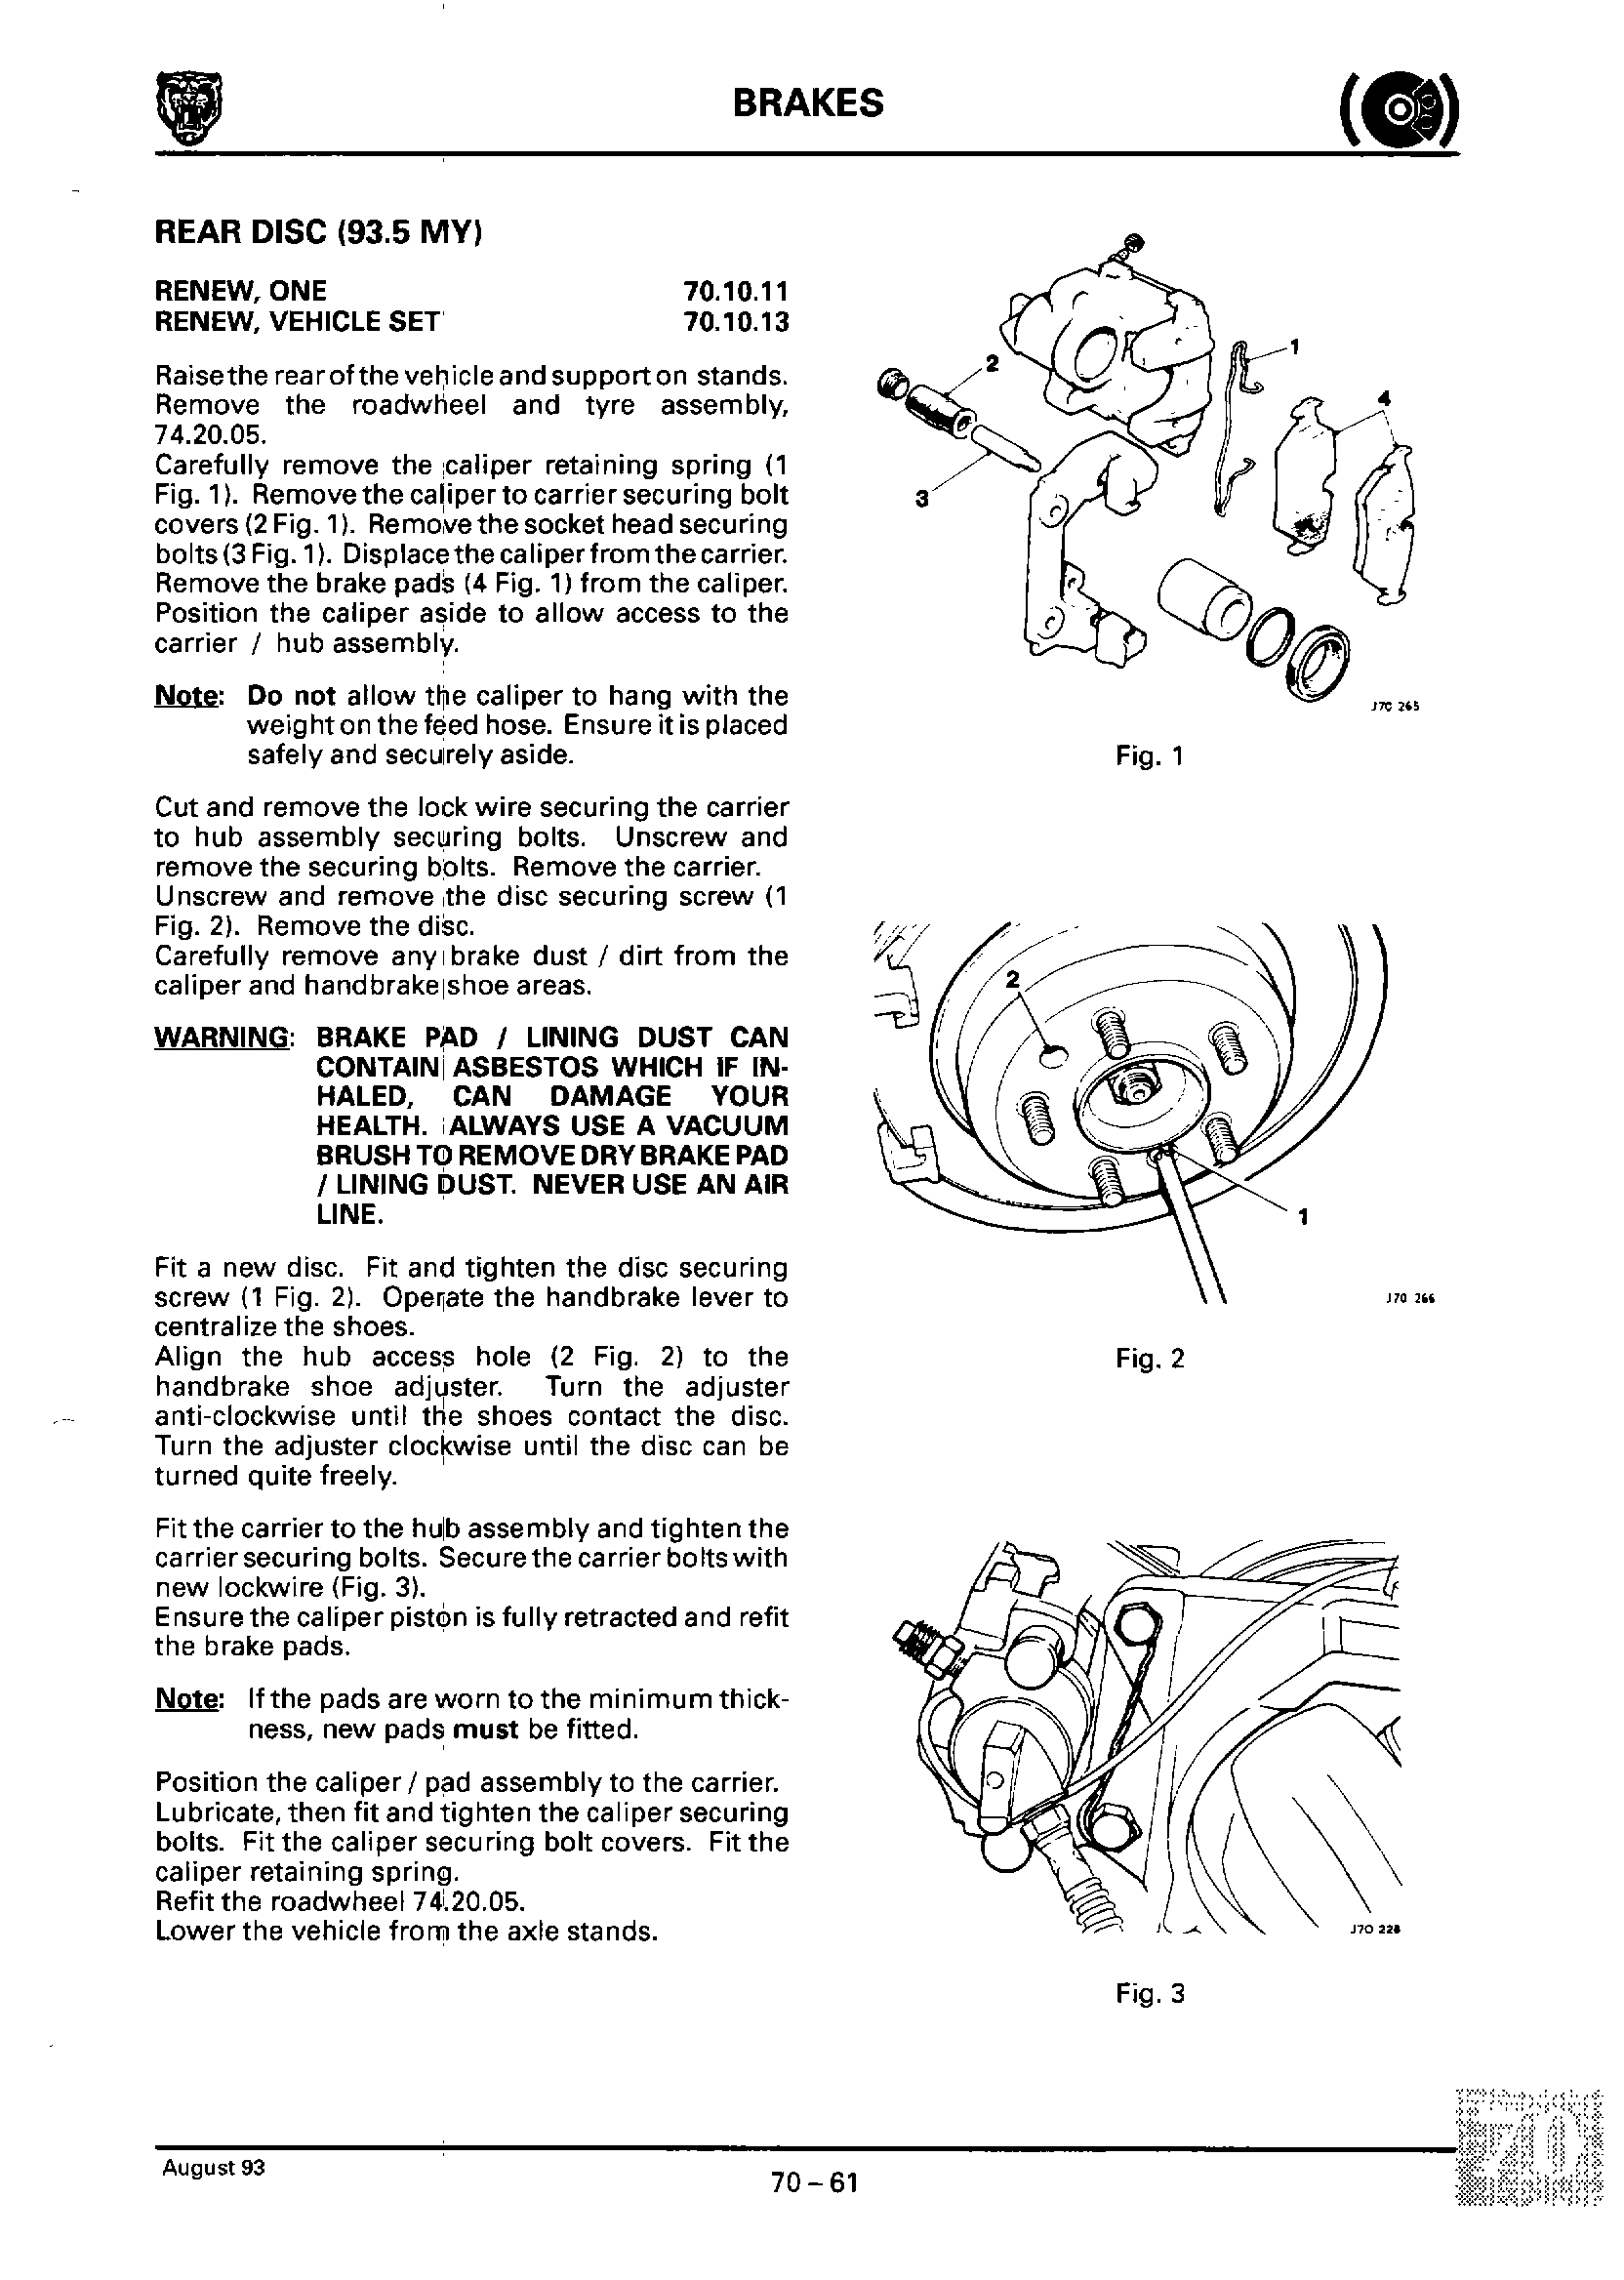 BRAKES
REAR DISC (93.5 MY)
RENEW, ONE 70.10.11
RENEW, VEHICLE SET 70.10.13
Raise the rear of the vehicle and support on stands.
Remove the roadwheel and tyre assembly,
74.20.05.
Carefully remove the caliper retaining spring (1
Fig. 1). Remove the caliper to carrier securing bolt
covers (2 Fig. 1). Remove the socket head securing
bolts (3 Fig. 1). Displace the caliper from the carrier.
Remove the brake pads (4 Fig. 1) from the caliper.
Position the caliper aside to allow access to the
carrier / hub assembly.
Note: Do not allow the caliper to hang with the
weight on the feed hose. Ensure it is placed
safely and securely aside.
Cut and remove the lock wire securing the carrier
to hub assembly securing bolts. Unscrew and
remove the securing bolts. Remove the carrier.
Unscrew and remove the disc securing screw (1
Fig. 2). Remove the disc.
Carefully remove any brake dust / dirt from the
caliper and handbrake shoe areas.
WARNING: BRAKE PAD / LINING DUST CAN
CONTAIN ASBESTOS WHICH IF IN-
HALED, CAN DAMAGE YOUR
HEALTH. ALWAYS USE A VACUUM
BRUSH TO REMOVE DRY BRAKE PAD
/ LINING DUST. NEVER USE AN AIR
LINE.
Fit a new disc. Fit and tighten the disc securing
screw (1 Fig. 2). Operate the handbrake lever to
centralize the shoes.
Align the hub access hole (2 Fig. 2) to the
handbrake shoe adjuster. Turn the adjuster
anti-clockwise until the shoes contact the disc.
Turn the adjuster clockwise until the disc can be
turned quite freely.
Fit the carrier to the hub assembly and tighten the
carrier securing bolts. Secure the carrier bolts with
new lockwire (Fig. 3).
Ensure the caliper piston is fully retracted and refit
the brake pads.
Note: If the pads are worn to the minimum thick-
ness, new pads must be fitted.
Position the caliper / pad assembly to the carrier.
Lubricate, then fit and tighten the caliper securing
bolts. Fit the caliper securing bolt covers. Fit the
caliper retaining spring.
Refit the roadwheel 74.20.05.
Lower the vehicle from the axle stands.
1
2
3
4
J70 265
Fig. 1
2
1
J70 266
Fig. 2
J70 228
Fig. 3
70
August 93
70 – 61